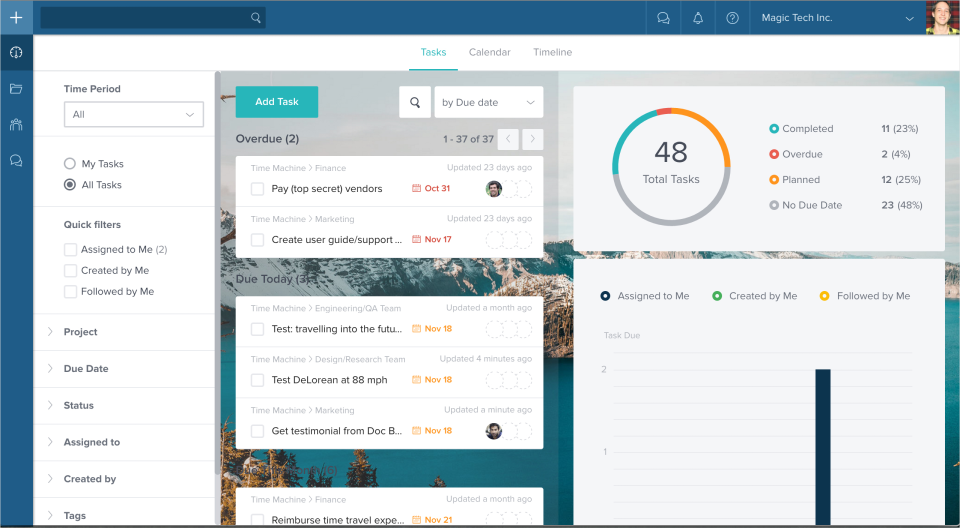 Magic Tech Inc.
Tasks
Calendar
Timeline
Time Period
All
My Tasks
All Tasks
Quick filters
Assigned to Me (2)
Created by Me
Followed by Me
Project
Due Date
Status
Assigned to
Created by
Tags
Add Task
by Due date
Overdue (2)
1 - 37 of 37
Time Machine > Finance
Updated 23 days ago
Pay (top secret) vendors
Oct 31
Time Machine > Marketing
Updated 23 days ago
Create user guide/support ...
Nov 17
Due Today (3)
Time Machine > Engineering/QA Team
Updated a month ago
Test: travelling into the futu...
Nov 18
Time Machine > Design/Research Team
Updated 4 minutes ago
Test DeLorean at 88 mph
Nov 18
Time Machine > Marketing
Updated a minute ago
Get testimonial from Doc B...
Nov 18
Time Machine > Finance
Updated a month ago
Reimburse time travel expe...
Nov 21
48
Total Tasks
Completed 11 (23%)
Overdue 2 (4%)
Planned 12 (25%)
No Due Date 23 (48%)
Assigned to Me
Created by Me
Followed by Me
Task Due
2
1